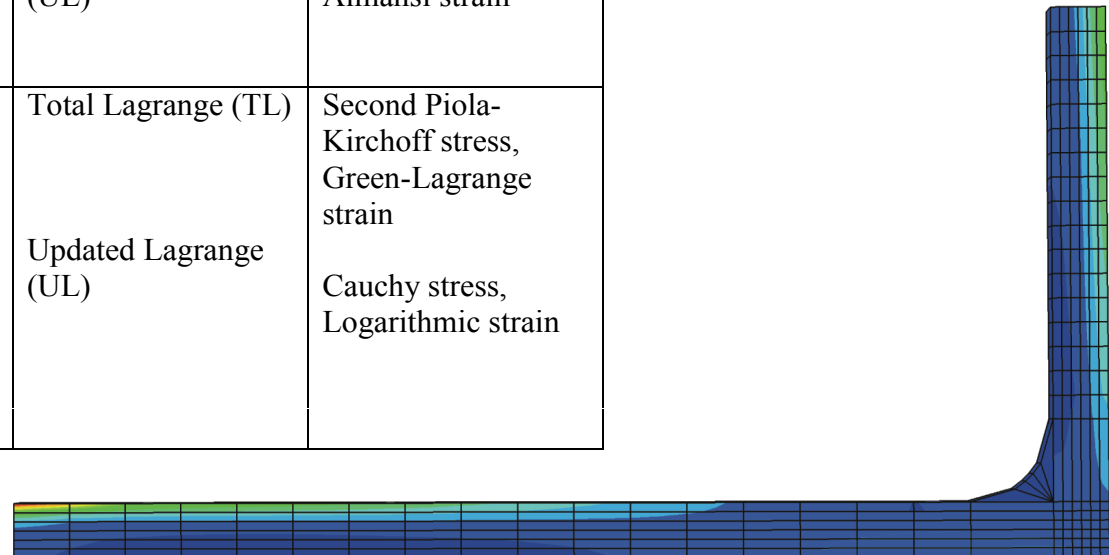 (UL)
Almansi strain
Total Lagrange (TL)
Updated Lagrange
(UL)
Second Piola-
Kirchoff stress,
Green-Lagrange
strain
Cauchy stress,
Logarithmic strain